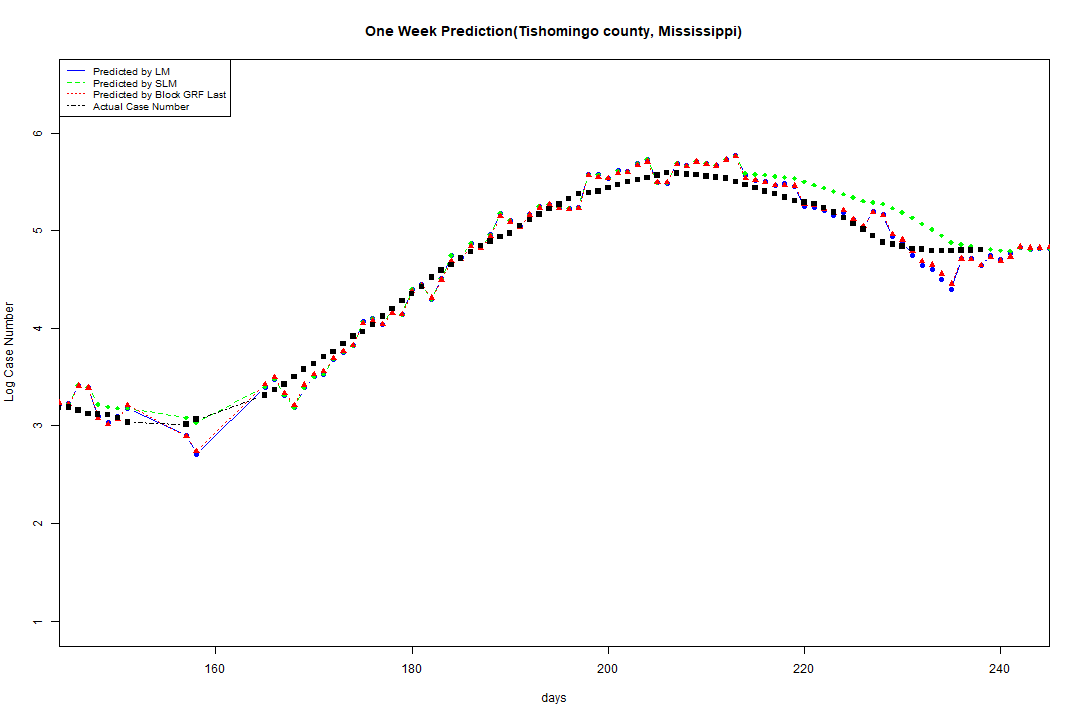 One Week Prediction(Tishomingo county, Mississippi)
Predicted by LM
Predicted by SLM
Predicted by Block GRF Last
Actual Case Number
6
5
4
3
2
1
Log Case Number
160 180 200 220 240
days